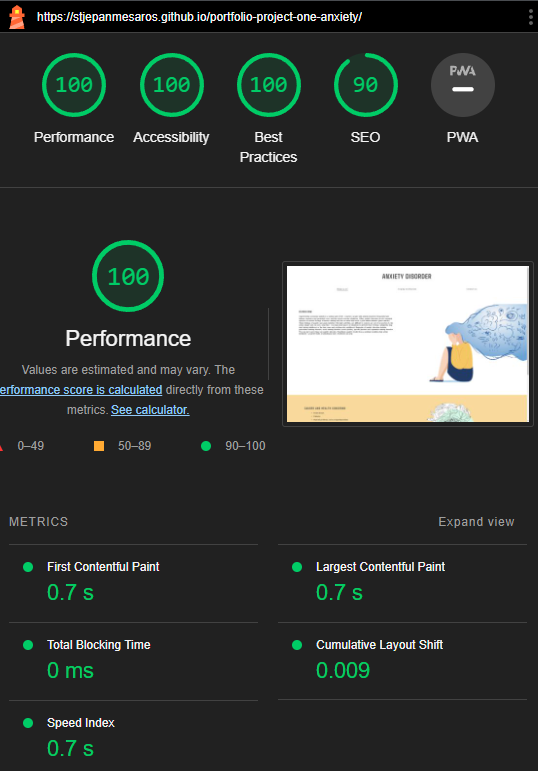 https://stjepanmesaros.github.io/portfolio-project-one-anxiety/
100 100 100 90 PWA
Performance Accessibility Best Practices SEO PWA
100
Performance
Values are estimated and may vary. The
erformance score is calculated directly from these
metrics. See calculator.
0–49 50–89 90–100
ANXIETY DISORDER
METRICS
Expand view
First Contentful Paint
0.7 s
Largest Contentful Paint
0.7 s
Total Blocking Time
0 ms
Cumulative Layout Shift
0.009
Speed Index
0.7 s